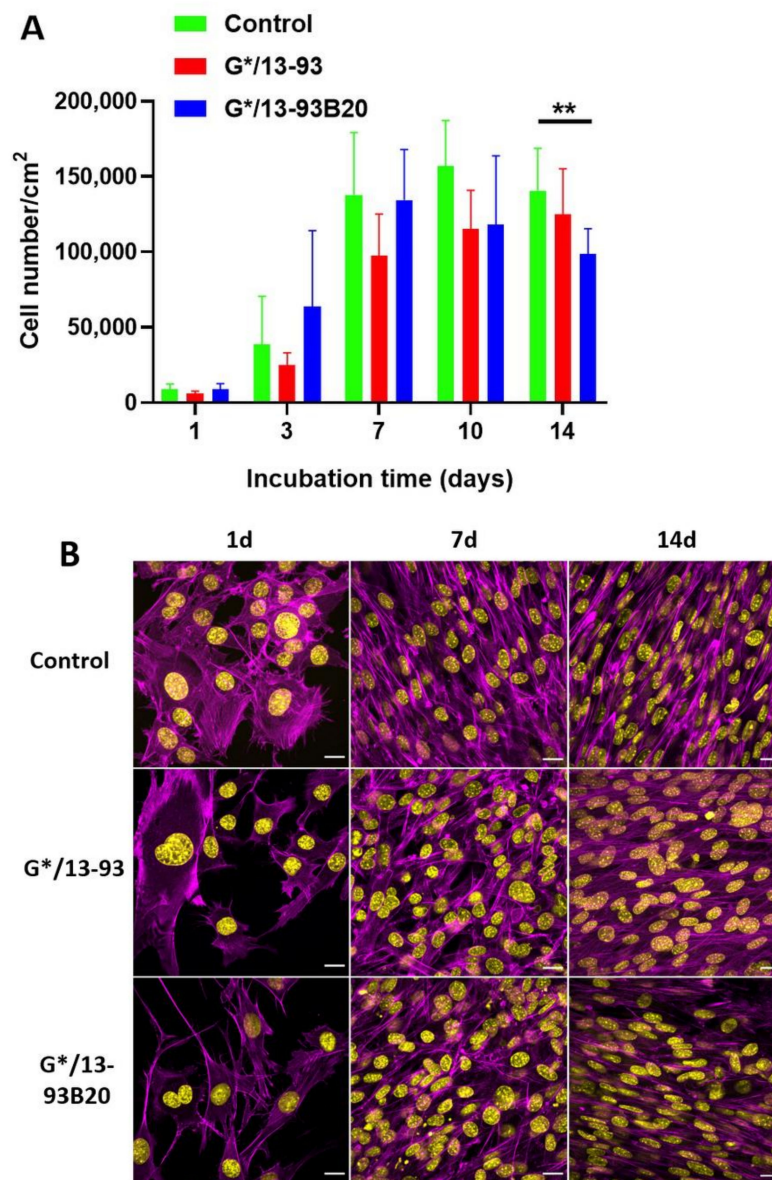 A
Control
G*/13-93
G*/13-93B20
**
200,000
150,000
100,000
50,000
0
Cell number/cm2
1 3 7 10 14
Incubation time (days)
B
1d 7d 14d
Control
G*/13-93
G*/13-
93B20